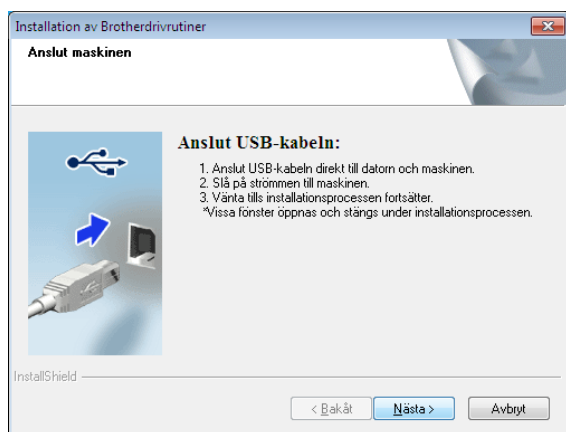 Installation av Brotherdrivrutiner
Anslut maskinen
Anslut USB-kabeln:
1. Anslut USB-kabeln direkt till datorn och maskinen.
2. Slå på strömmen till maskinen.
3. Vänta tills installationsprocessen fortsätter.
*Vissa fönster öppnas och stängs under installationsprocessen.
InstallShield
< Bakåt Nästa > Avbryt